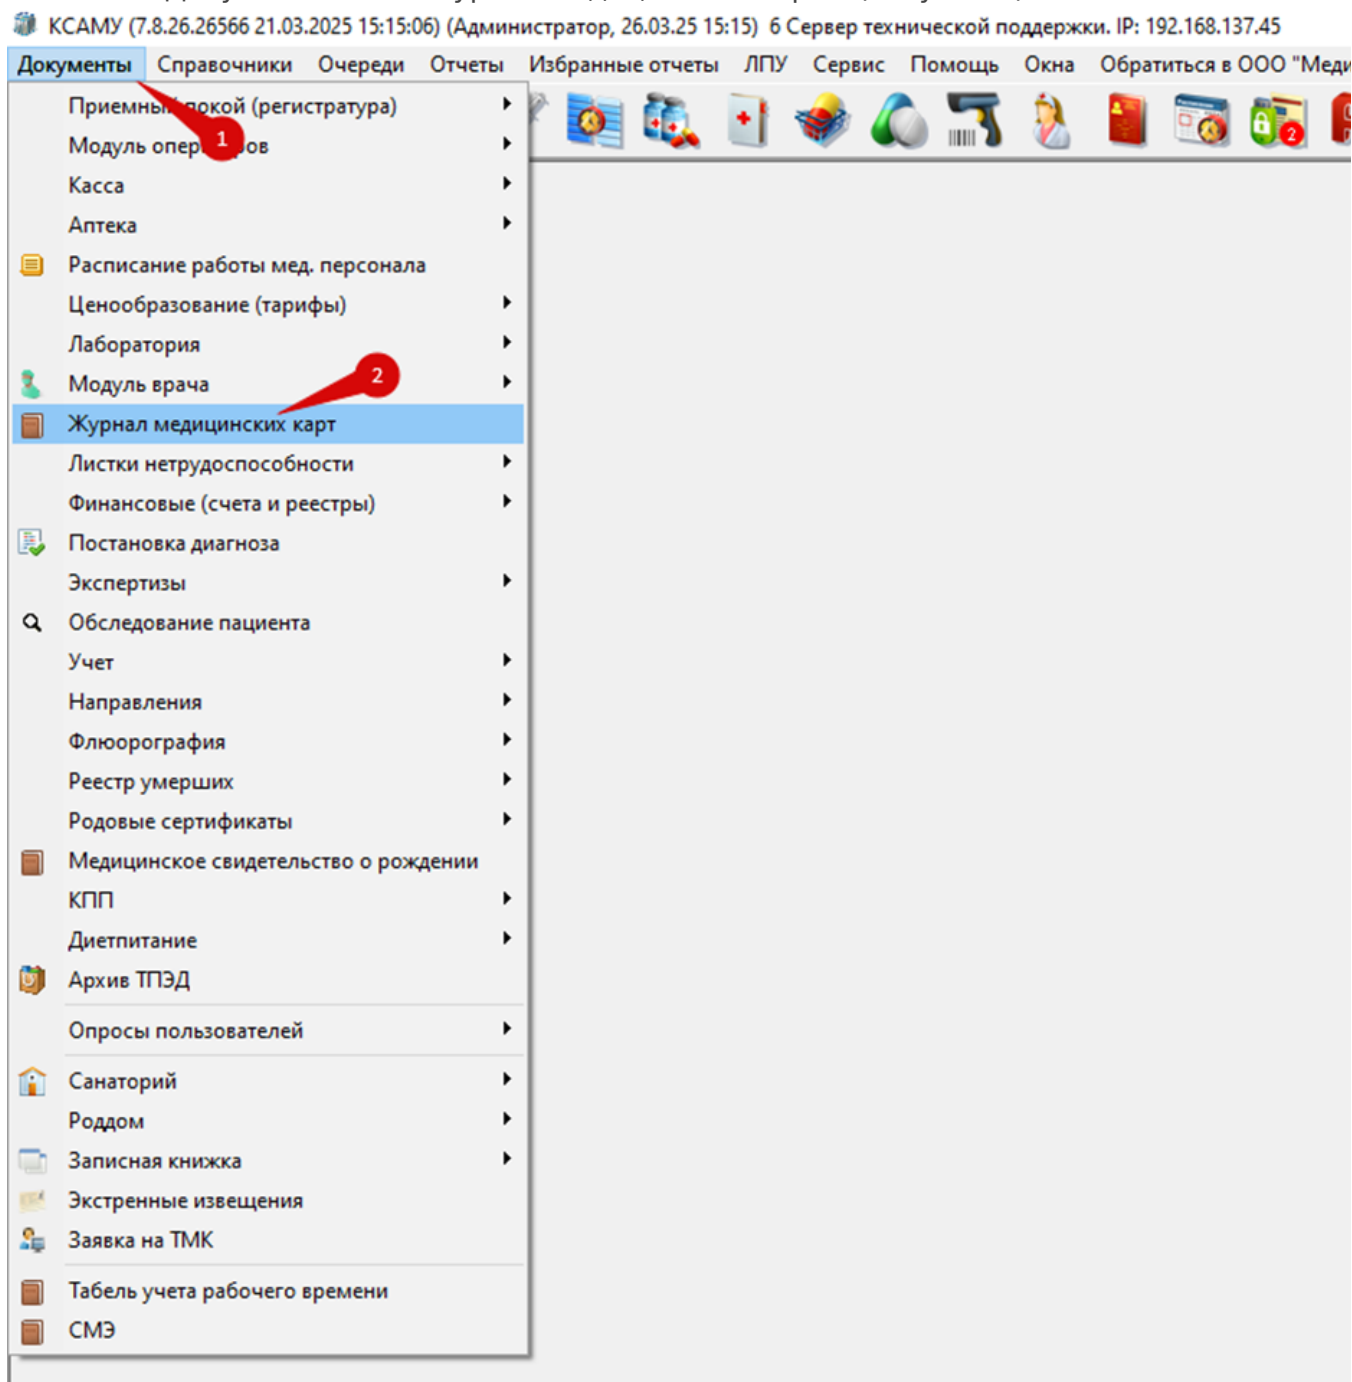 КСАМУ (7.8.26.26566 21.03.2025 15:15:06) (Администратор, 26.03.25 15:15) 6 Сервер технической поддержки. IP: 192.168.137.45
Документы Справочники Очереди Отчеты Избранные отчеты ЛПУ Сервис Помощь Окна Обратиться в ООО "Меди
Приемный покой (регистратура)
1
2
Модуль операторов
Касса
Аптека
Расписание работы мед. персонала
Ценообразование (тарифы)
Лаборатория
2
Модуль врача
Журнал медицинских карт
Листки нетрудоспособности
Финансовые (счета и реестры)
Постановка диагноза
Экспертизы
Обследование пациента
Учет
Направления
Флюорография
Реестр умерших
Родовые сертификаты
Медицинское свидетельство о рождении
КПП
Диетпитание
Архив ТПЭД
Опросы пользователей
Санаторий
Роддом
Записная книжка
Экстренные извещения
Заявка на ТМК
Табель учета рабочего времени
СМЭ